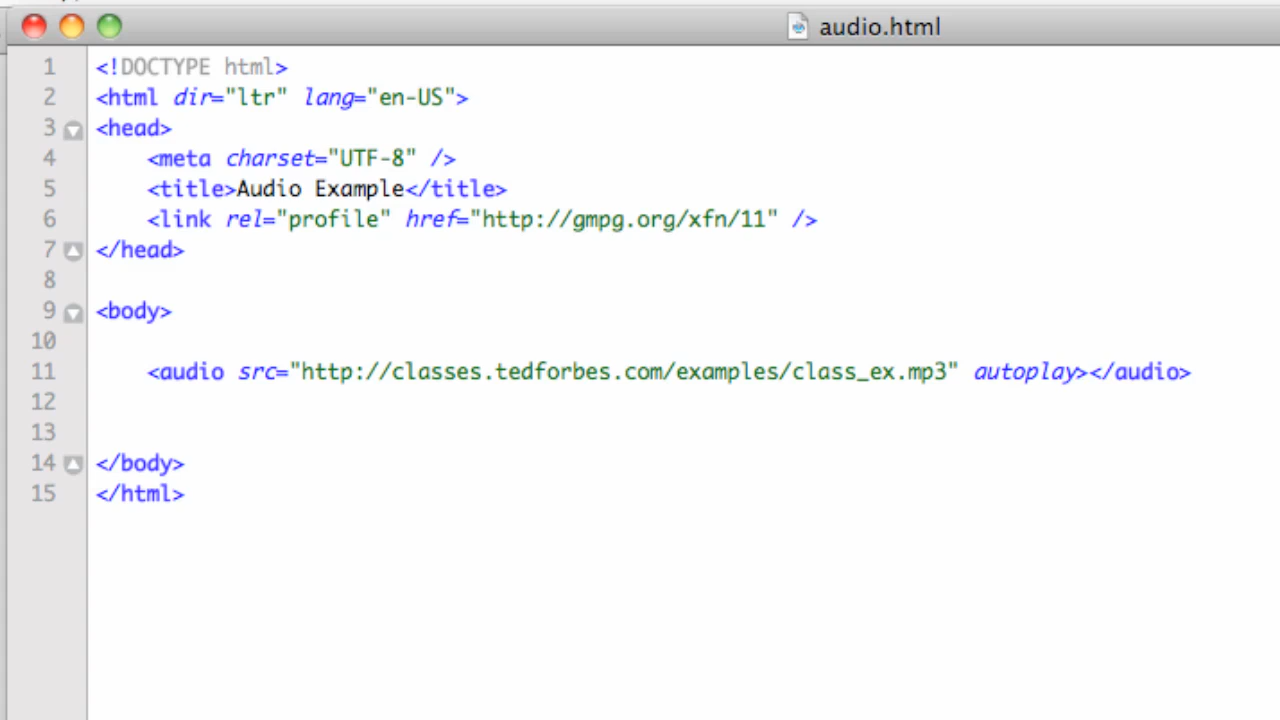 audio.html
1 <!DOCTYPE html>
2 <html dir="ltr" lang="en-US">
3 <head>
4 <meta charset="UTF-8" />
5 <title>Audio Example</title>
6 <link rel="profile" href="http://gmpg.org/xfn/11" />
7 </head>
8
9 <body>
10
11 <audio src="http://classes.tedforbes.com/examples/class_ex.mp3" autoplay></audio>
12
13
14 </body>
15 </html>